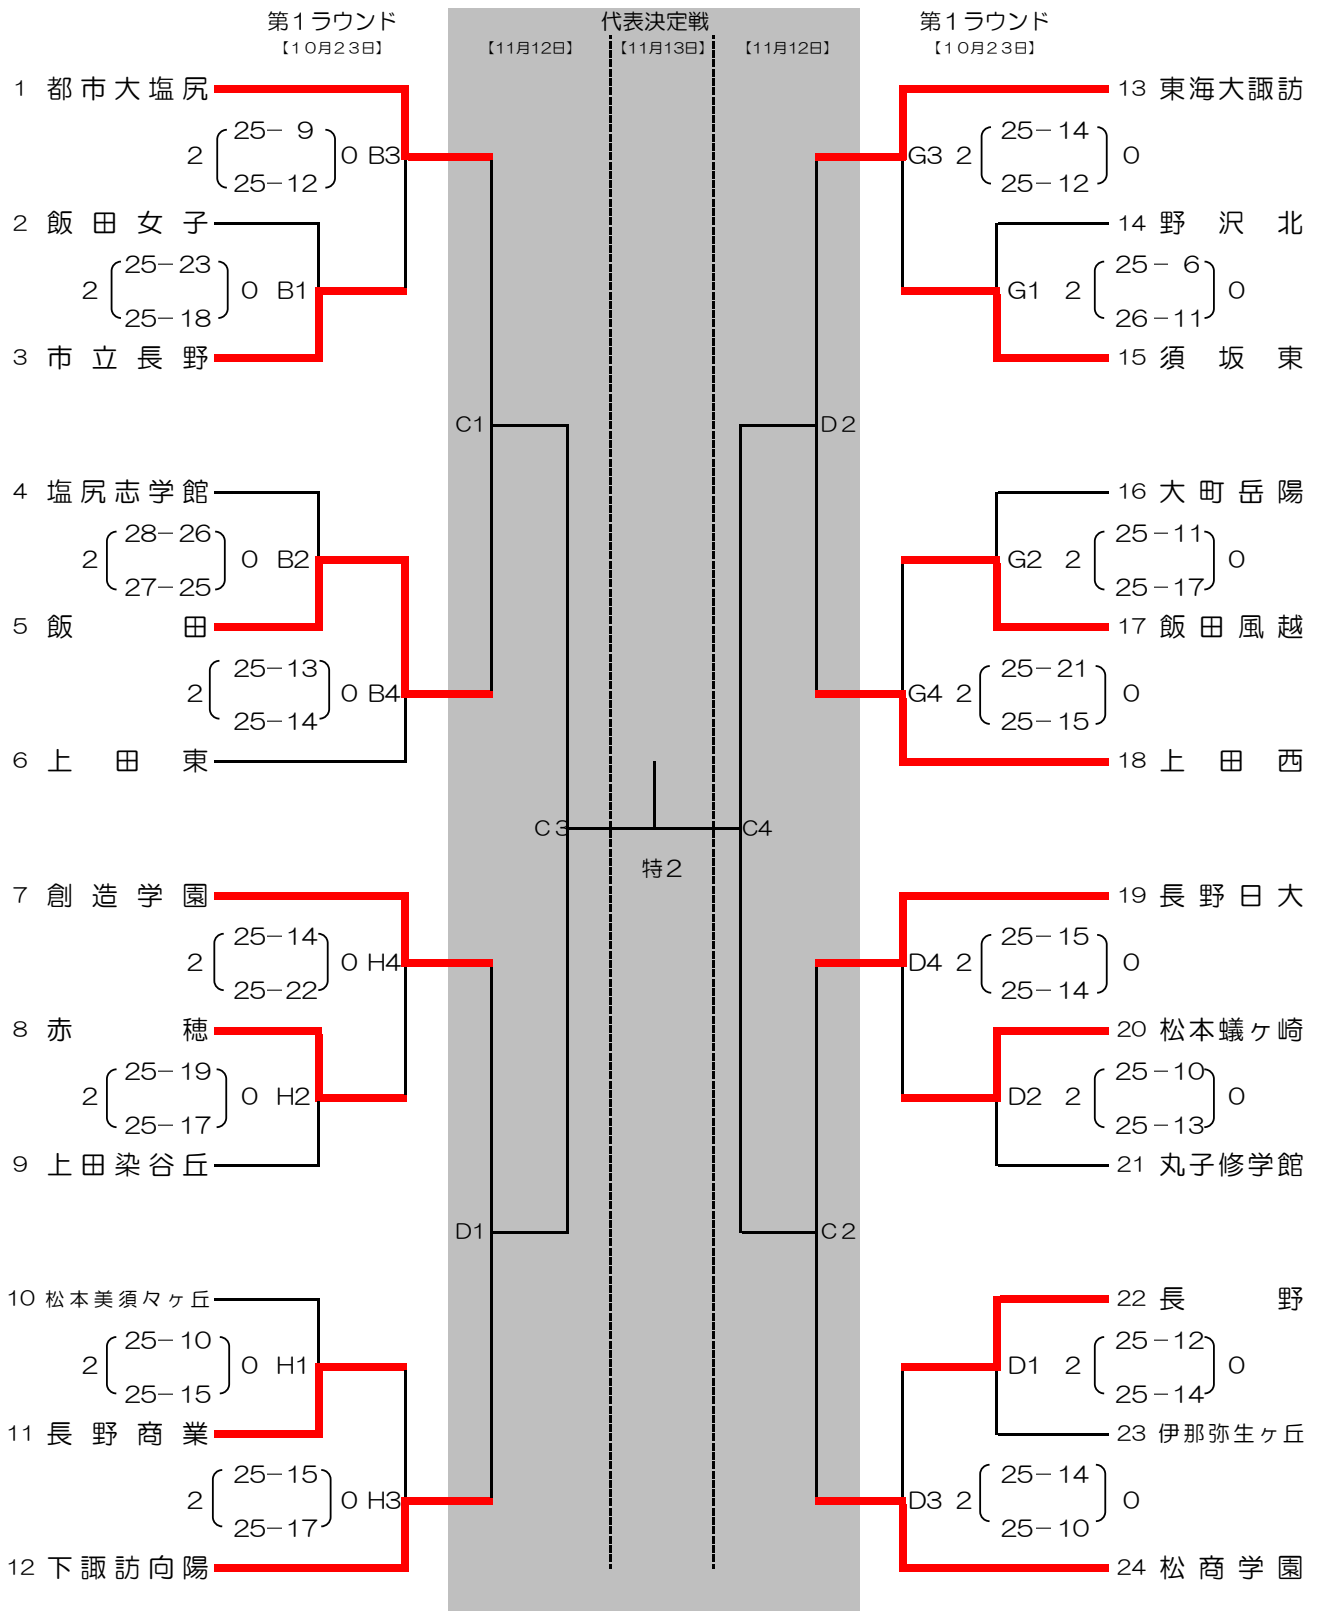 第１ラウンド
【１０月２３日】
代表決定戦
【11月12日】
【11月13日】
【11月12日】
第１ラウンド
【１０月２３日】
1 都市大塩尻
25－ 9
2 0 B3
25－12
2 飯田女子
25－23
2 0 B1
25－18
3 市立長野
C1
4 塩尻志学館
28－26
2 0 B2
27－25
5 飯田
25－13
2 0 B4
25－14
6 上田東
C3
7 創造学園
25－14
2 0 H4
25－22
8 赤穂
25－19
2 0 H2
25－17
9 上田染谷丘
D1
10 松本美須々ヶ丘
25－10
2 0 H1
25－15
11 長野商業
25－15
2 0 H3
25－17
12 下諏訪向陽
特２
13 東海大諏訪
25－14
G3 2 0
25－12
14 野沢北
25－ 6
G1 2 0
26－11
15 須坂東
D2
16 大町岳陽
25－11
G2 2 0
25－17
17 飯田風越
25－21
G4 2 0
25－15
18 上田西
C4
19 長野日大
25－15
D4 2 0
25－14
20 松本蟻ヶ崎
25－10
D2 2 0
25－13
21 丸子修学館
C2
22 長野
25－12
D1 2 0
25－14
23 伊那弥生ヶ丘
25－14
D3 2 0
25－10
24 松商学園